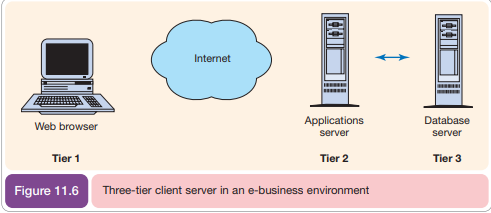 Internet
Web browser
Applications
server
Database
server
Tier 1
Tier 2
Tier 3
Figure 11.6
Three-tier client server in an e-business environment